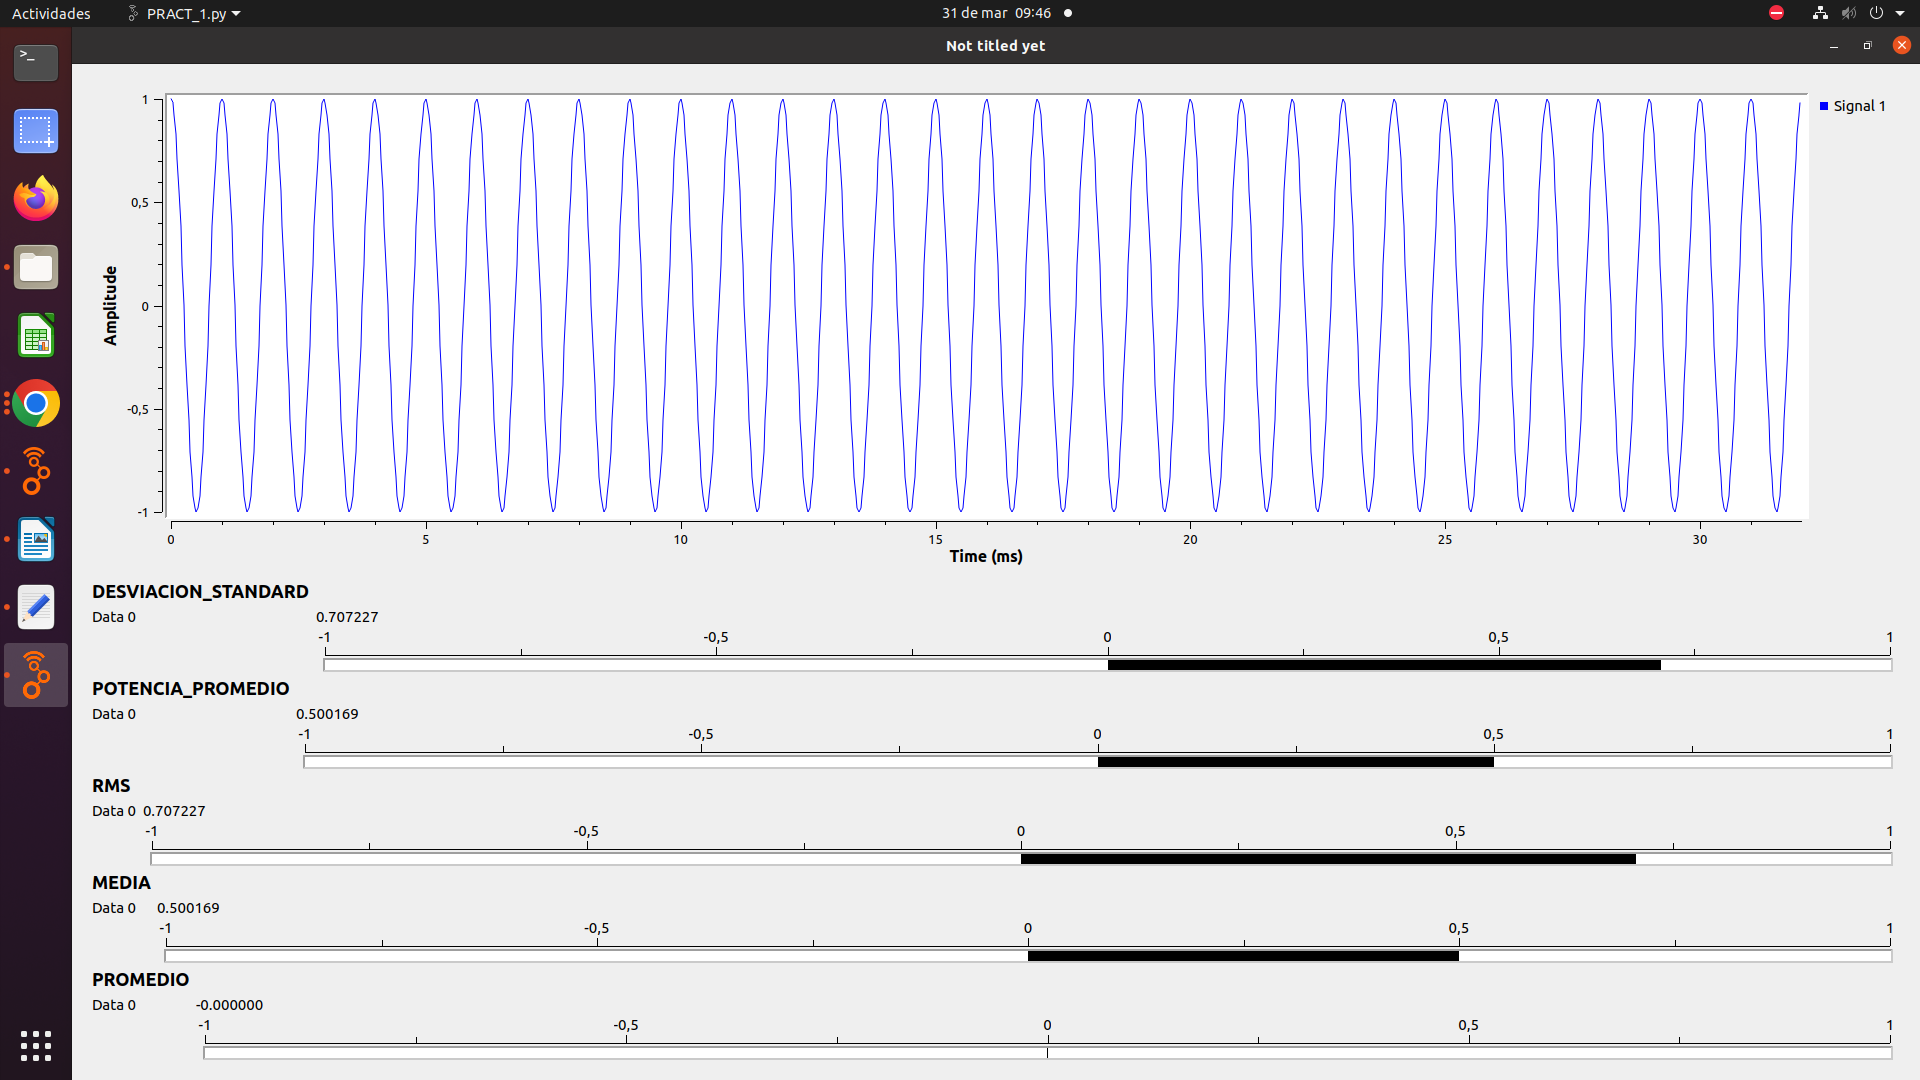 Actividades PRACT_1.py 31 de mar 09:46
Not titled yet
Signal 1
Amplitude
1
0,5
0
-0,5
-1
0 5 10 15 20 25 30
Time (ms)
DESVIACION_STANDARD
Data 0 0.707227
-1 -0,5 0 0,5 1
POTENCIA_PROMEDIO
Data 0 0.500169
-1 -0,5 0 0,5 1
RMS
Data 0 0.707227
-1 -0,5 0 0,5 1
MEDIA
Data 0 0.500169
-1 -0,5 0 0,5 1
PROMEDIO
Data 0 -0.000000
-1 -0,5 0 0,5 1